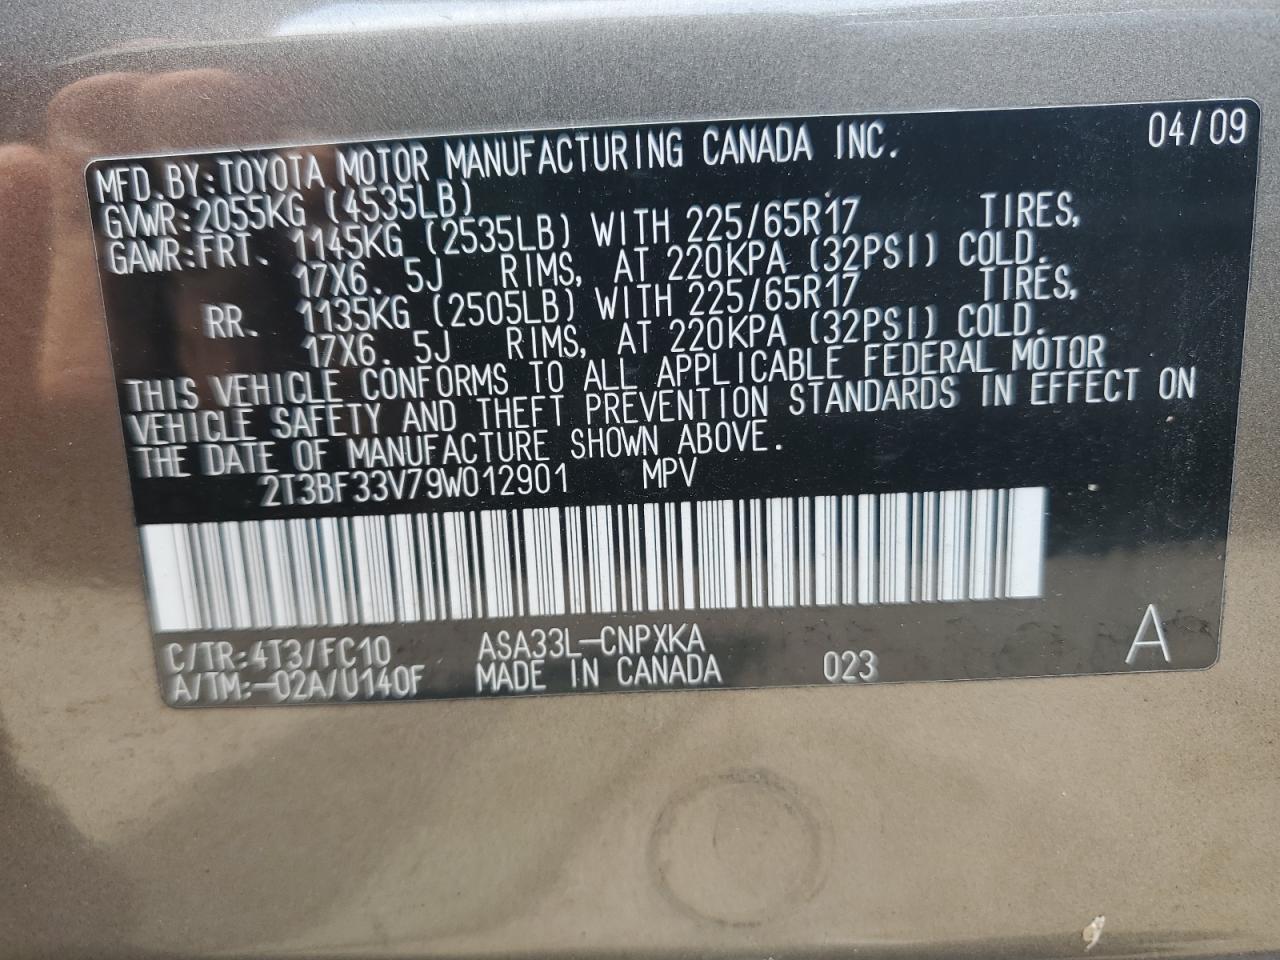 04/09
MFD.BY:TOYOTA MOTOR MANUFACTURING CANADA INC.
GVWR:2055KG (4535LB)
GAWR:FRT. 1145KG (2535LB) WITH 225/65R17 TIRES,
17X6. 5J RIMS, AT 220KPA (32PSI) COLD.
RR. 1135KG (2505LB) WITH 225/65R17 TIRES,
17X6. 5J RIMS, AT 220KPA (32PSI) COLD.
THIS VEHICLE CONFORMS TO ALL APPLICABLE FEDERAL MOTOR
VEHICLE SAFETY AND THEFT PREVENTION STANDARDS IN EFFECT ON
THE DATE OF MANUFACTURE SHOWN ABOVE.
2T3BF33V79W012901 MPV
C/TR:4T3/FC10 ASA33L-CNPXKA A
A/TM:-02A/U140F MADE IN CANADA 023